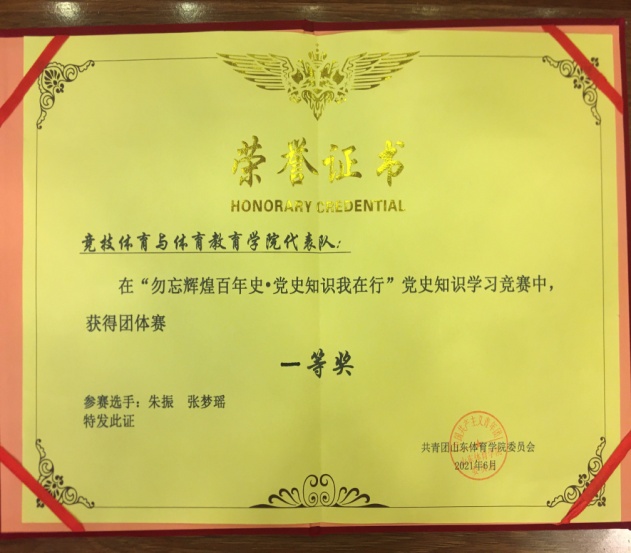 荣誉证书
HONORARY CREDENTIAL
竞技体育与体育教育学院代表队：
在“勿忘辉煌百年史•党史知识我在行”党史知识学习竞赛中，
获得团体赛
一等奖
参赛选手：朱振 张梦瑶
特发此证
共青团山东体育学院委员会
2021年6月